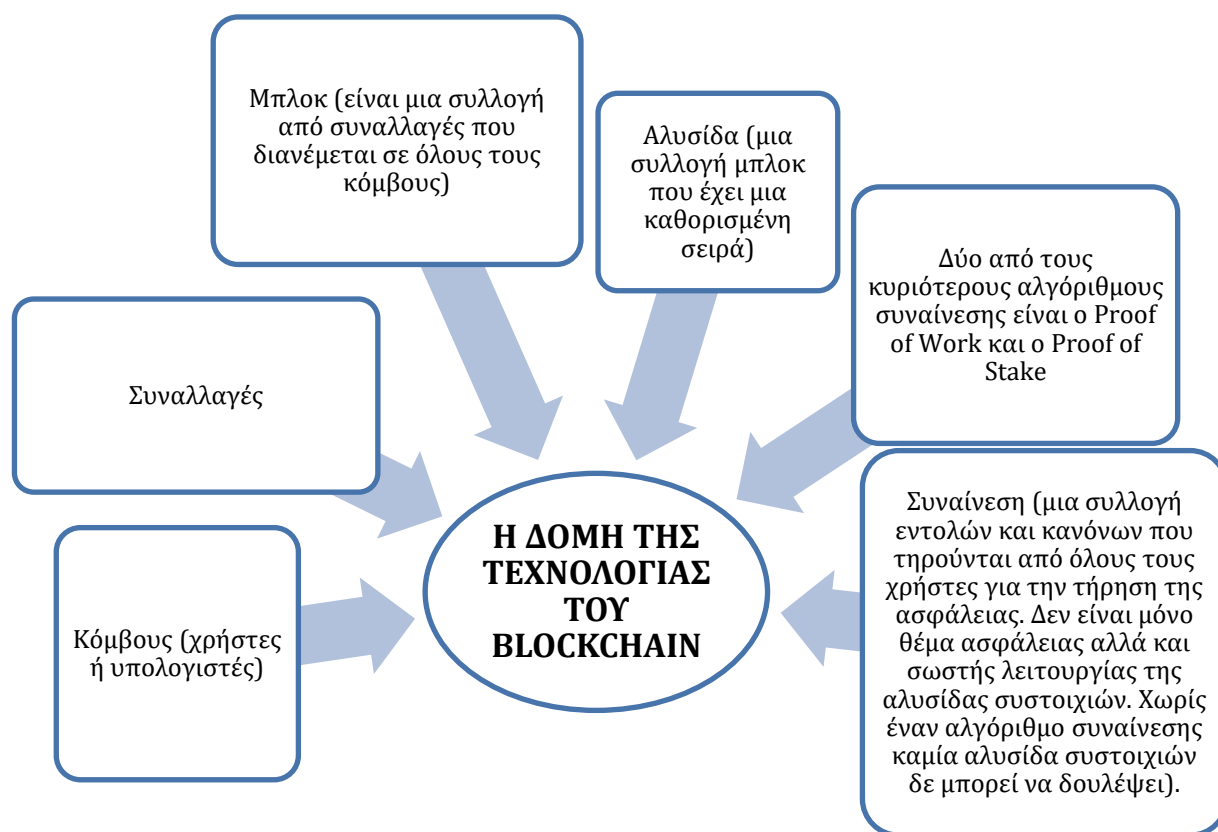 Μπλοκ (είναι μια συλλογή
από συναλλαγές που
διανέμεται σε όλους τους
κόμβους)
Αλυσίδα (μια
συλλογή μπλοκ
που έχει μια
καθορισμένη
σειρά)
Δύο από τους
κυριότερους αλγόριθμους
συναίνεσης είναι ο Proof
of Work και ο Proof of
Stake
Συναλλαγές
Κόμβους (χρήστες
ή υπολογιστές)
Η ΔΟΜΗ ΤΗΣ
ΤΕΧΝΟΛΟΓΙΑΣ
ΤΟΥ
BLOCKCHAIN
Συναίνεση (μια συλλογή
εντολών και κανόνων που
τηρούνται από όλους τους
χρήστες για την τήρηση της
ασφάλειας. Δεν είναι μόνο
θέμα ασφάλειας αλλά και
σωστής λειτουργίας της
αλυσίδας συστοιχιών. Χωρίς
έναν αλγόριθμο συναίνεσης
καμία αλυσίδα συστοιχιών
δε μπορεί να δουλέψει).